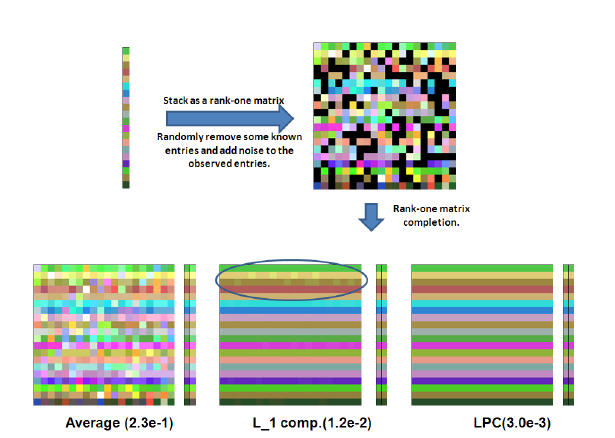 Stack as a rank-one matrix
Randomly remove some known
entries and add noise to the
observed entries.
Rank-one matrix
completion.
Average (2.3e-1)
L_1 comp.(1.2e-2)
LPC(3.0e-3)